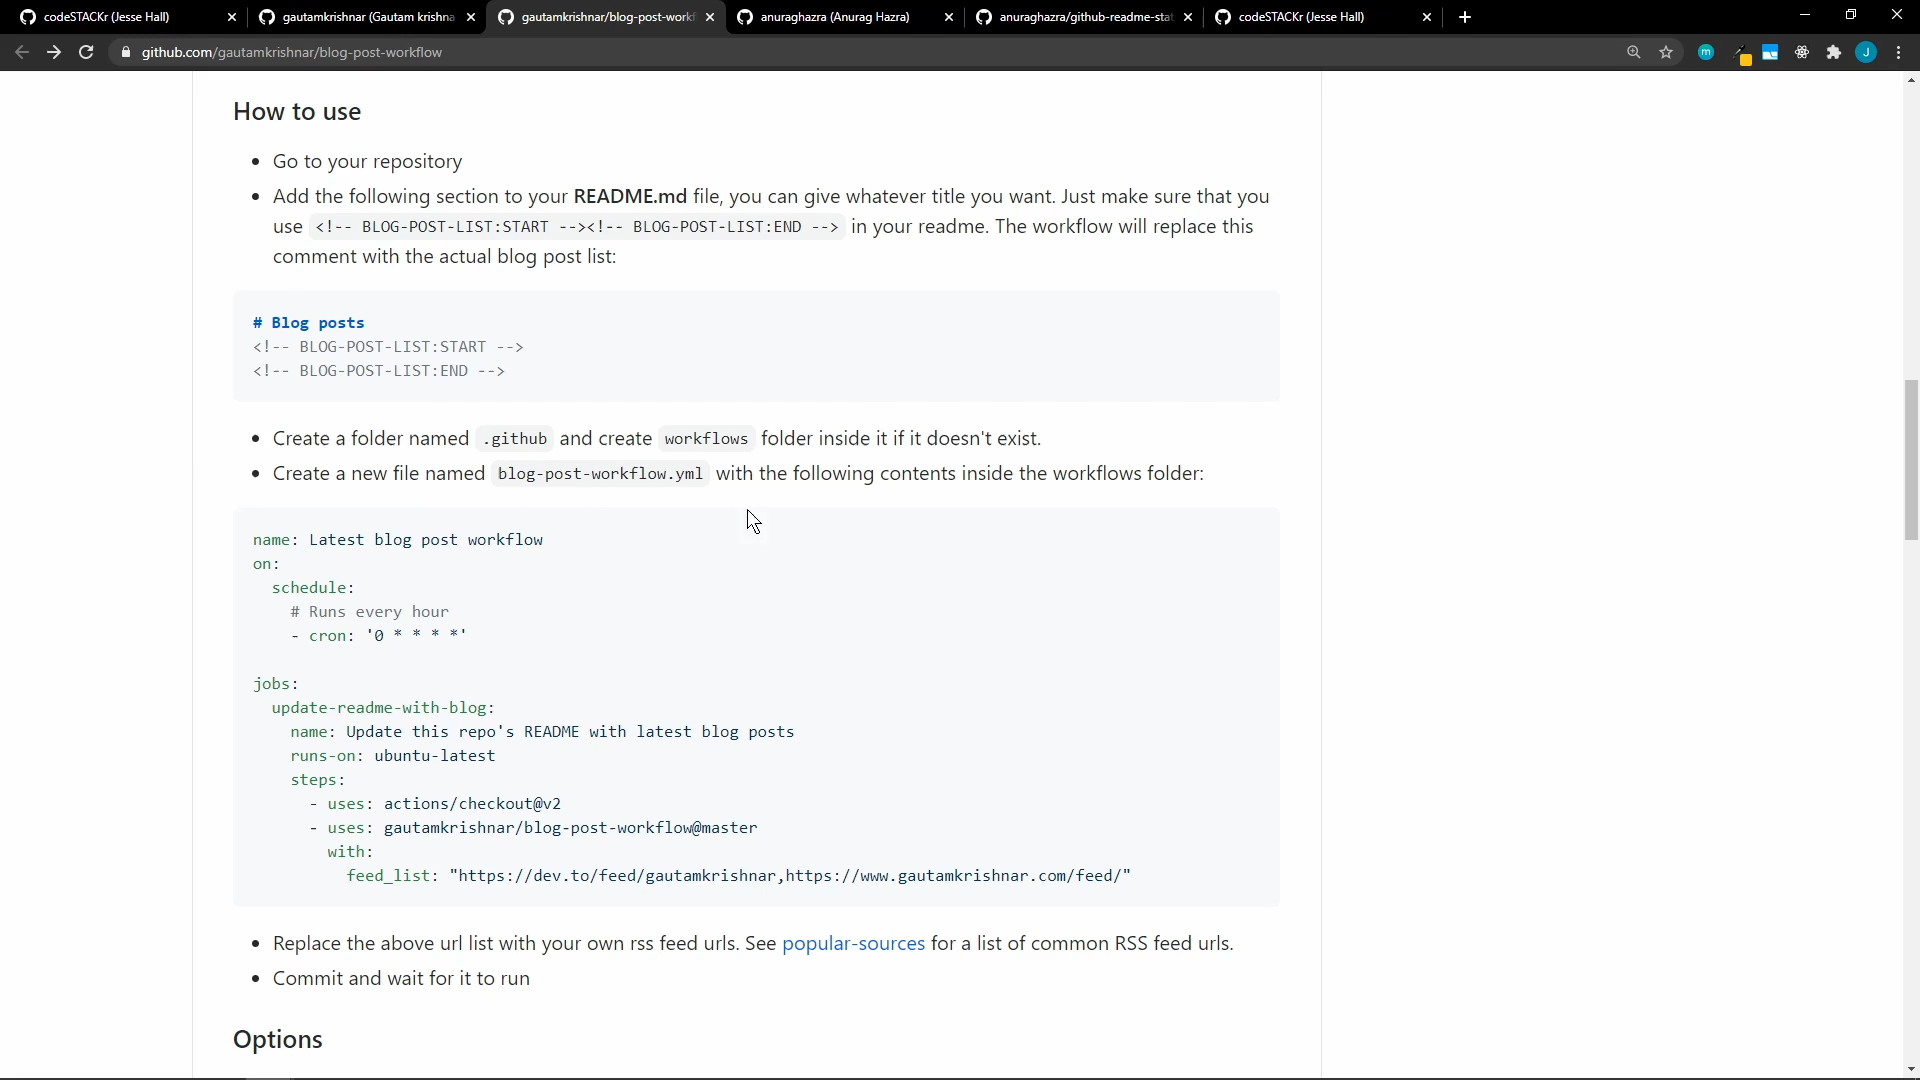 codeSTACKr (Jesse Hall)
gautamkrishnar (Gautam krishna
gautamkrishnar/blog-post-workf
anuraghazra (Anurag Hazra)
anuraghazra/github-readme-stat
codeSTACKr (Jesse Hall)
github.com/gautamkrishnar/blog-post-workflow
m
J
How to use
• Go to your repository
• Add the following section to your README.md file, you can give whatever title you want. Just make sure that you
use <!-- BLOG-POST-LIST:START --><!-- BLOG-POST-LIST:END --> in your readme. The workflow will replace this
comment with the actual blog post list:
# Blog posts
<!-- BLOG-POST-LIST:START -->
<!-- BLOG-POST-LIST:END -->
• Create a folder named .github and create workflows folder inside it if it doesn't exist.
• Create a new file named blog-post-workflow.yml with the following contents inside the workflows folder:
name: Latest blog post workflow
on:
  schedule:
    # Runs every hour
    - cron: '0 * * * *'
jobs:
  update-readme-with-blog:
    name: Update this repo's README with latest blog posts
    runs-on: ubuntu-latest
    steps:
      - uses: actions/checkout@v2
      - uses: gautamkrishnar/blog-post-workflow@master
        with:
          feed_list: "https://dev.to/feed/gautamkrishnar,https://www.gautamkrishnar.com/feed/"
• Replace the above url list with your own rss feed urls. See popular-sources for a list of common RSS feed urls.
• Commit and wait for it to run
Options